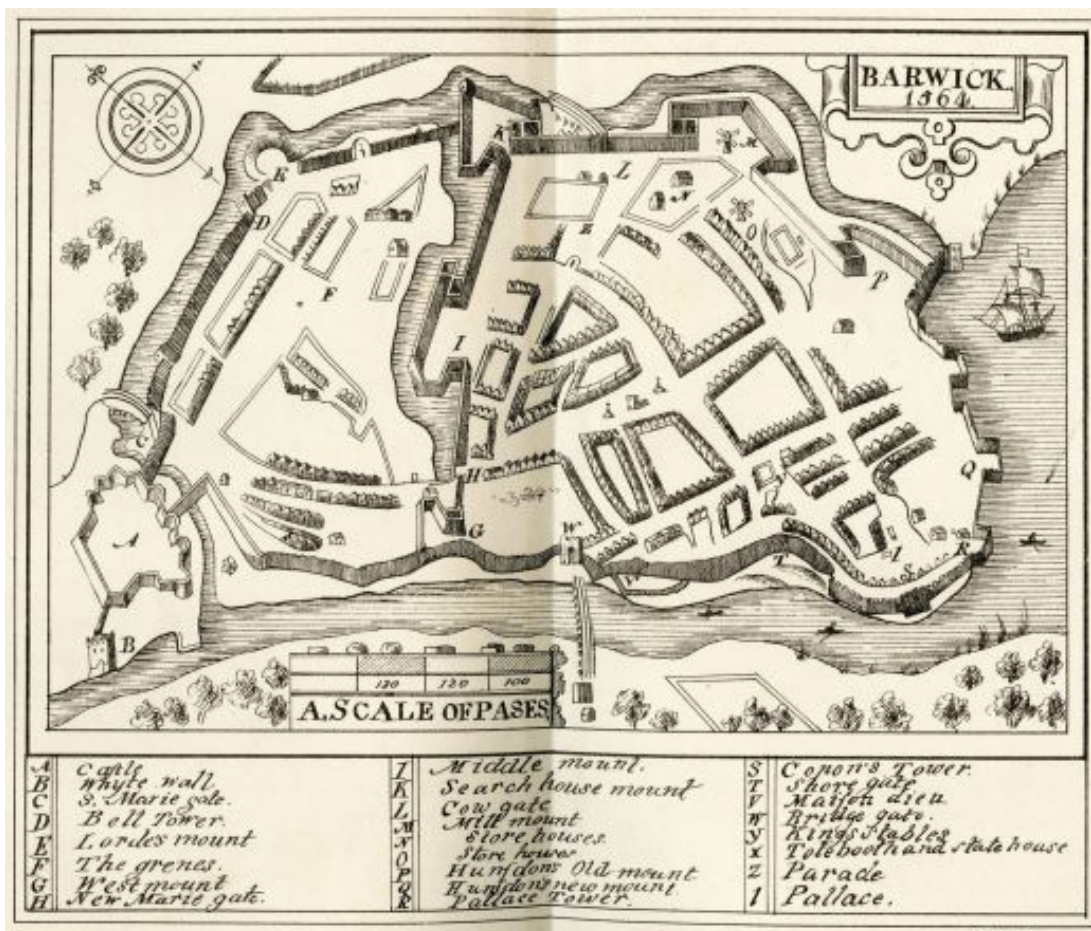 BARWICK.
1564.
K
M
E
K
L
N
D
Z
O
F
P
I
C
H
Q
G
W
A
T
I
R
S
B
120 120 100
A, SCALE OF PASES
A Castle
B Whyte wall
C S. Marie gate.
D Bell Tower.
E Lordes mount
F The grenes.
G West mount
H New Marie gate.
I Middle mount.
K Search house mount
L Cow gate
M Mill mount
N Store houses.
O Store houses
P Hunsdons Old mount
Q Hunsdons new mount.
R Pallace Tower.
S Conon's Tower.
T Shore gate
V Maison dieu
W Bridge gate.
Y Kings Stables
X Tolebooth and state house
Z Parade
1 Pallace.